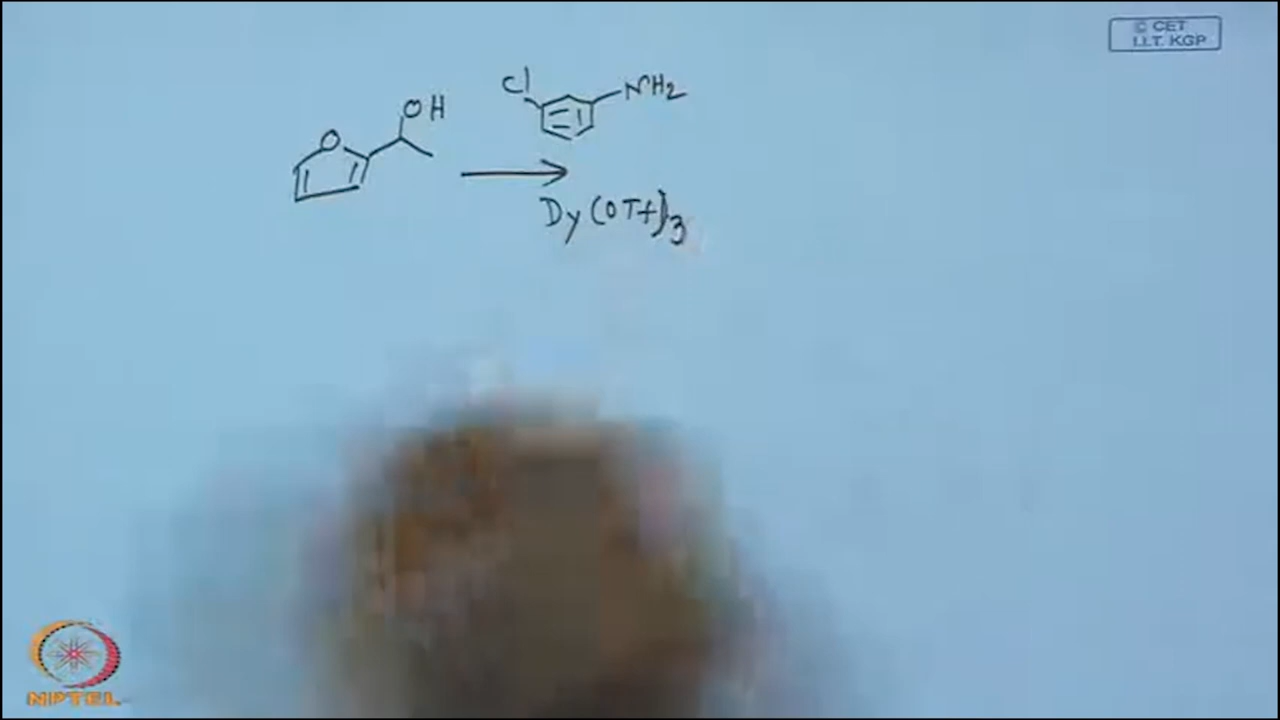 © CET
I.I.T. KGP
Cl
NH2
OH
O
Dy(OTf)3
NPTEL